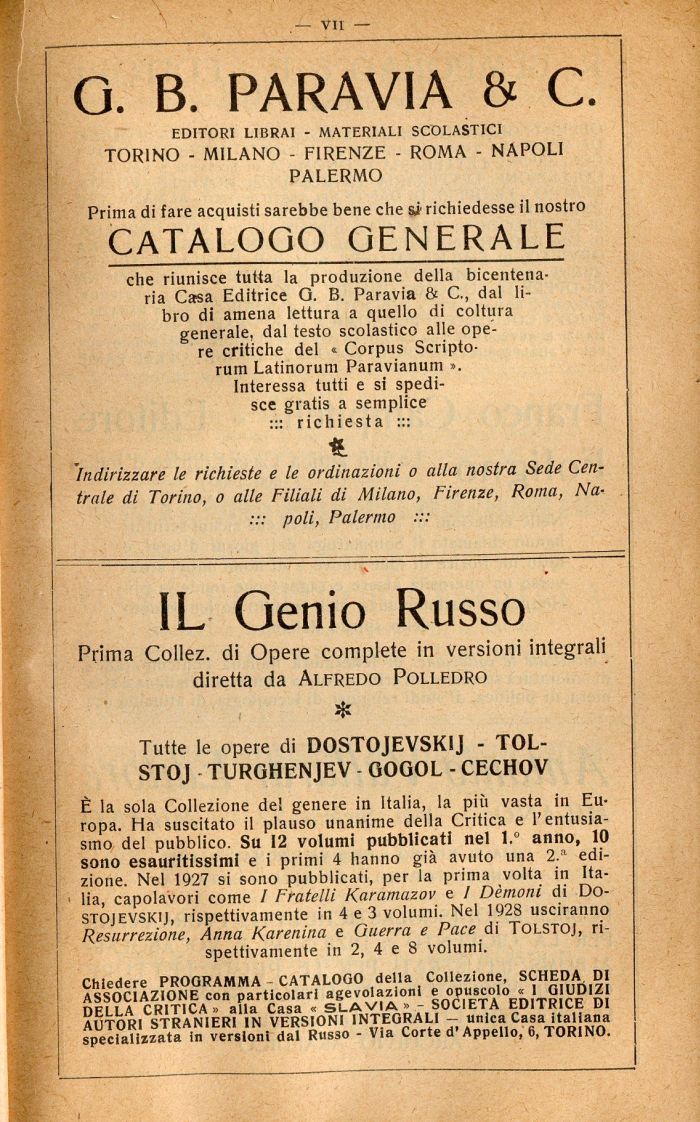 — VII —
G. B. PARAVIA & C.
EDITORI LIBRAI - MATERIALI SCOLASTICI
TORINO - MILANO - FIRENZE - ROMA - NAPOLI
PALERMO
Prima di fare acquisti sarebbe bene che si richiedesse il nostro
CATALOGO GENERALE
che riunisce tutta la produzione della bicentena-
ria Casa Editrice G. B. Paravia & C., dal li-
bro di amena lettura a quello di coltura
generale, dal testo scolastico alle ope-
re critiche del « Corpus Scripto-
rum Latinorum Paravianum ».
Interessa tutti e si spedi-
sce gratis a semplice
::: richiesta :::
Indirizzare le richieste e le ordinazioni o alla nostra Sede Cen-
trale di Torino, o alle Filiali di Milano, Firenze, Roma, Na-
::: poli, Palermo :::
IL Genio Russo
Prima Collez. di Opere complete in versioni integrali
diretta da ALFREDO POLLEDRO
*
Tutte le opere di DOSTOJEVSKIJ - TOL-
STOJ - TURGHENJEV - GOGOL - CECHOV
È la sola Collezione del genere in Italia, la più vasta in Eu-
ropa. Ha suscitato il plauso unanime della Critica e l'entusia-
smo del pubblico. Su 12 volumi pubblicati nel 1.º anno, 10
sono esauritissimi e i primi 4 hanno già avuto una 2.ª edi-
zione. Nel 1927 si sono pubblicati, per la prima volta in Ita-
lia, capolavori come I Fratelli Karamazov e I Dèmoni di DO-
STOJEVSKIJ, rispettivamente in 4 e 3 volumi. Nel 1928 usciranno
Resurrezione, Anna Karenina e Guerra e Pace di TOLSTOJ, ri-
spettivamente in 2, 4 e 8 volumi.
Chiedere PROGRAMMA - CATALOGO della Collezione, SCHEDA DI
ASSOCIAZIONE con particolari agevolazioni e opuscolo « I GIUDIZI
DELLA CRITICA » alla Casa « SLAVIA » - SOCIETA EDITRICE DI
AUTORI STRANIERI IN VERSIONI INTEGRALI — unica Casa italiana
specializzata in versioni dal Russo - Via Corte d'Appello, 6, TORINO.